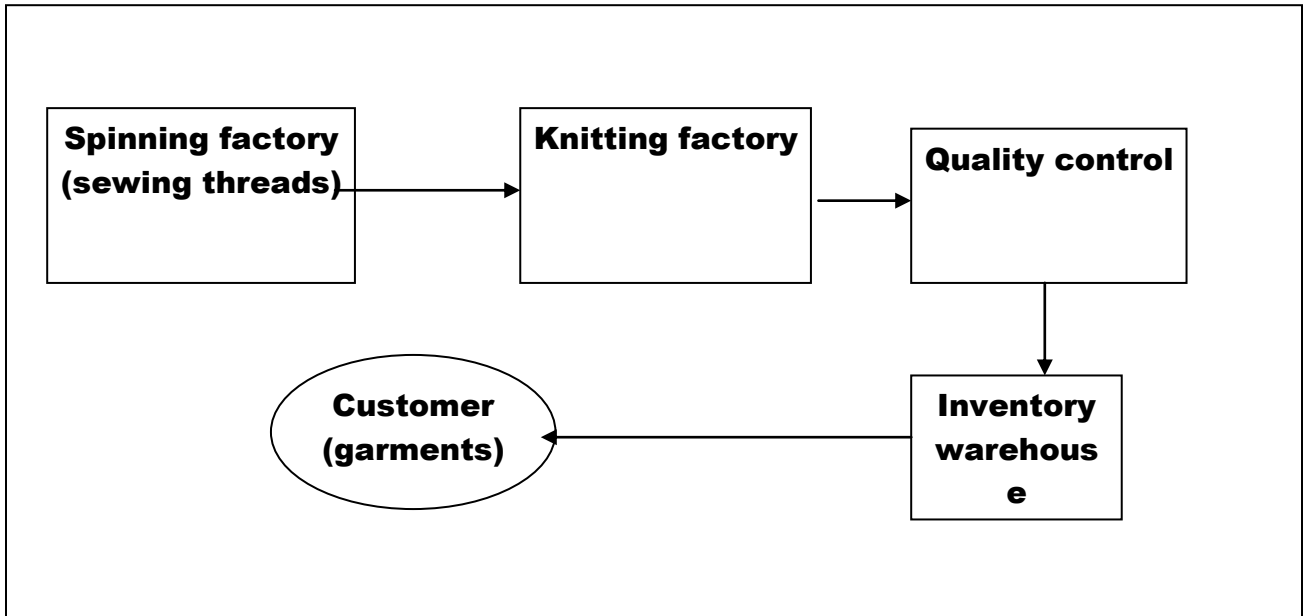 Spinning factory
(sewing threads)
Knitting factory
Quality control
Inventory
warehous
e
Customer
(garments)